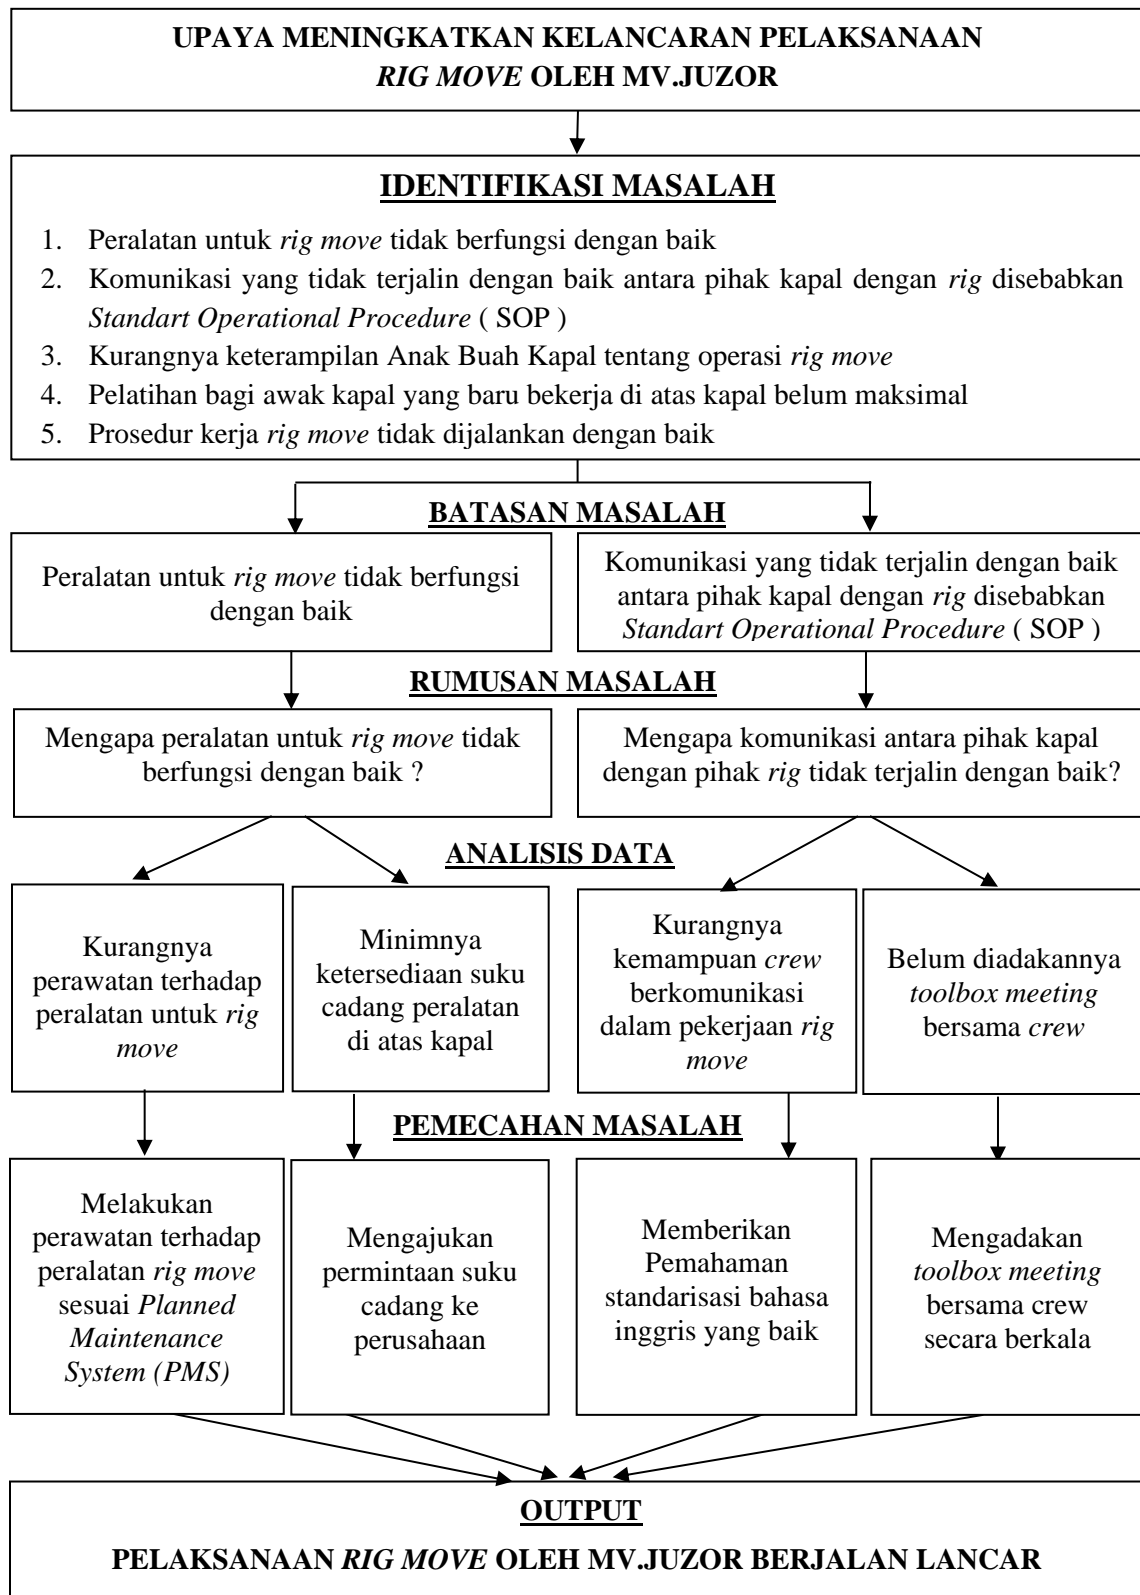 UPAYA MENINGKATKAN KELANCARAN PELAKSANAAN
RIG MOVE OLEH MV.JUZOR
IDENTIFIKASI MASALAH
1. Peralatan untuk rig move tidak berfungsi dengan baik
2. Komunikasi yang tidak terjalin dengan baik antara pihak kapal dengan rig disebabkan
Standart Operational Procedure ( SOP )
3. Kurangnya keterampilan Anak Buah Kapal tentang operasi rig move
4. Pelatihan bagi awak kapal yang baru bekerja di atas kapal belum maksimal
5. Prosedur kerja rig move tidak dijalankan dengan baik
BATASAN MASALAH
Peralatan untuk rig move tidak berfungsi
dengan baik
Komunikasi yang tidak terjalin dengan baik
antara pihak kapal dengan rig disebabkan
Standart Operational Procedure ( SOP )
RUMUSAN MASALAH
Mengapa peralatan untuk rig move tidak
berfungsi dengan baik ?
Mengapa komunikasi antara pihak kapal
dengan pihak rig tidak terjalin dengan baik?
ANALISIS DATA
Kurangnya
perawatan terhadap
peralatan untuk rig
move
Minimnya
ketersediaan suku
cadang peralatan
di atas kapal
Kurangnya
kemampuan crew
berkomunikasi
dalam pekerjaan rig
move
Belum diadakannya
toolbox meeting
bersama crew
PEMECAHAN MASALAH
Melakukan
perawatan terhadap
peralatan rig move
sesuai Planned
Maintenance
System (PMS)
Mengajukan
permintaan suku
cadang ke
perusahaan
Memberikan
Pemahaman
standarisasi bahasa
inggris yang baik
Mengadakan
toolbox meeting
bersama crew
secara berkala
OUTPUT
PELAKSANAAN RIG MOVE OLEH MV.JUZOR BERJALAN LANCAR